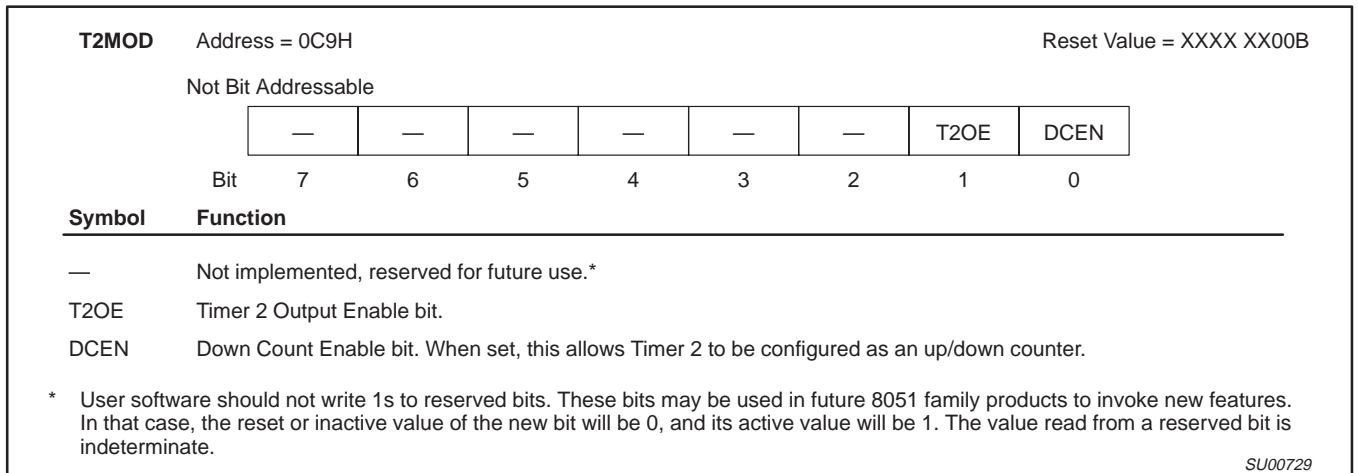 T2MOD Address = 0C9H Reset Value = XXXX XX00B
Not Bit Addressable
— — — — — — T2OE DCEN
Bit 7 6 5 4 3 2 1 0
Symbol Function
— Not implemented, reserved for future use.*
T2OE Timer 2 Output Enable bit.
DCEN Down Count Enable bit. When set, this allows Timer 2 to be configured as an up/down counter.
* User software should not write 1s to reserved bits. These bits may be used in future 8051 family products to invoke new features.
In that case, the reset or inactive value of the new bit will be 0, and its active value will be 1. The value read from a reserved bit is
indeterminate.
SU00729